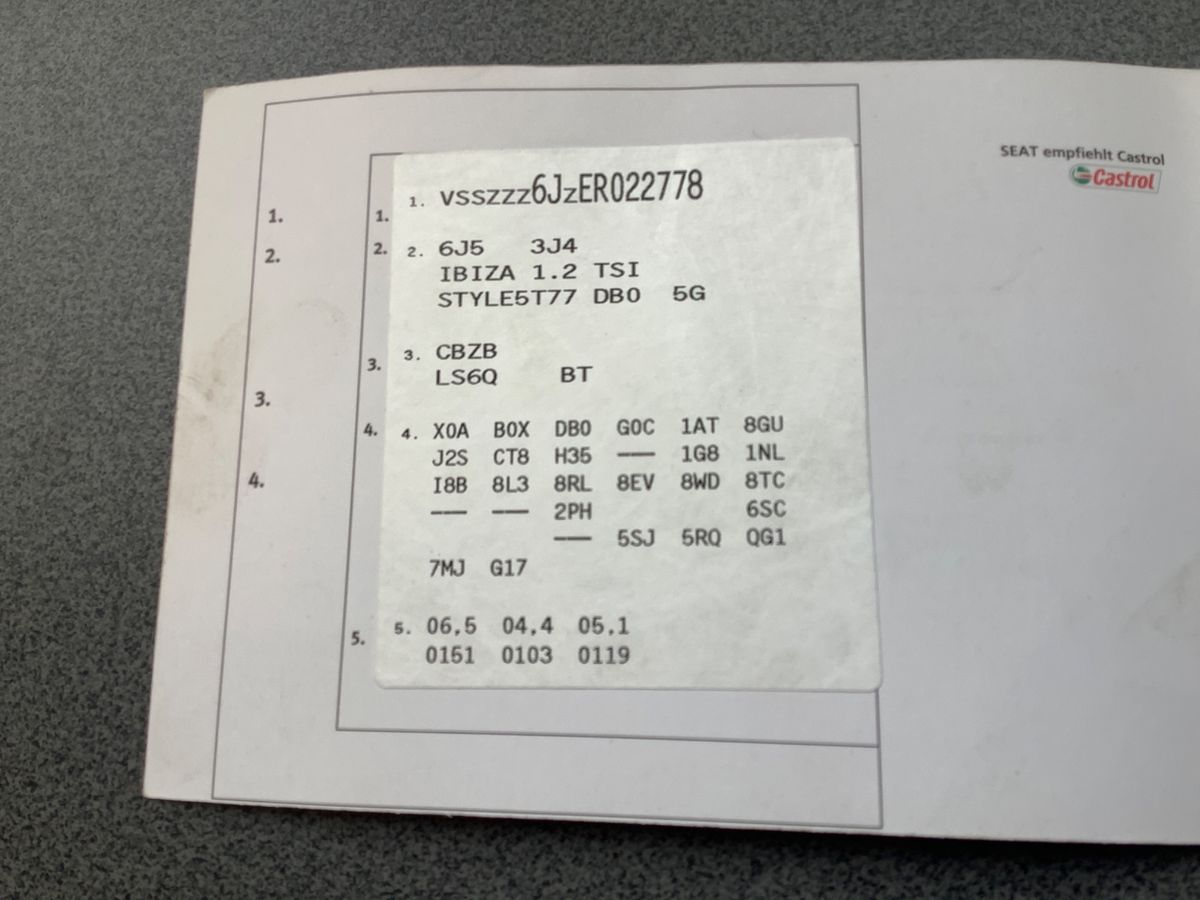 SEAT empfiehlt Castrol
Castrol
1. 1. 1. VSSZZZ6JZER022778
2. 2. 2. 6J5 3J4
IBIZA 1.2 TSI
STYLE5T77 DB0 5G
3. 3. 3. CBZB
LS6Q BT
4. 4. 4. X0A B0X DB0 G0C 1AT 8GU
J2S CT8 H35 --- 1G8 1NL
I8B 8L3 8RL 8EV 8WD 8TC
--- --- 2PH 6SC
--- 5SJ 5RQ QG1
7MJ G17
5. 5. 06,5 04,4 05,1
0151 0103 0119